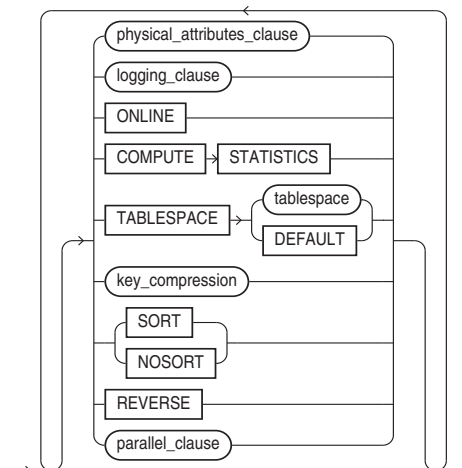 physical_attributes_clause
logging_clause
ONLINE
COMPUTE STATISTICS
tablespace
TABLESPACE
DEFAULT
key_compression
SORT
NOSORT
REVERSE
parallel_clause